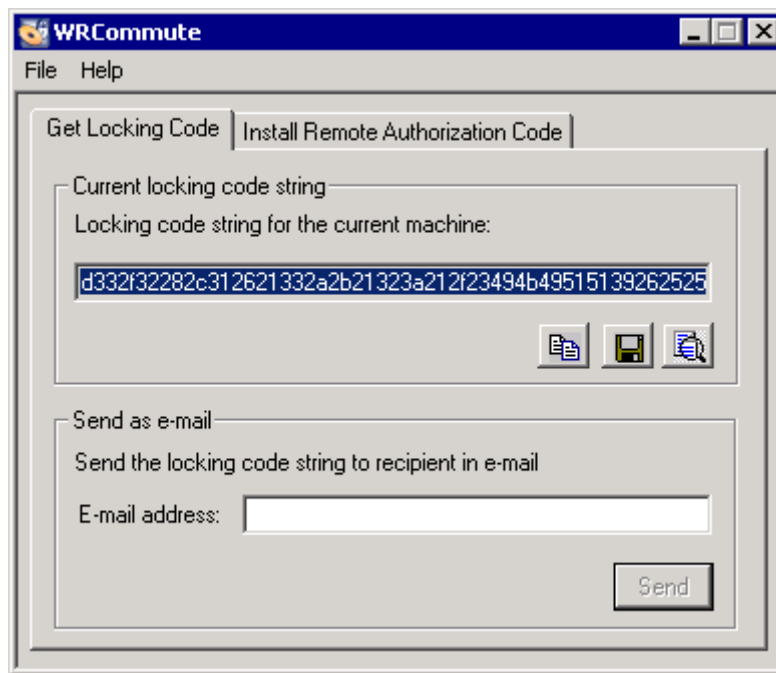 WRCommute
File Help
Get Locking Code Install Remote Authorization Code
Current locking code string
Locking code string for the current machine:
d332f32282c312621332a2b21323a212f23494b49515139262525
Send as e-mail
Send the locking code string to recipient in e-mail
E-mail address:
Send